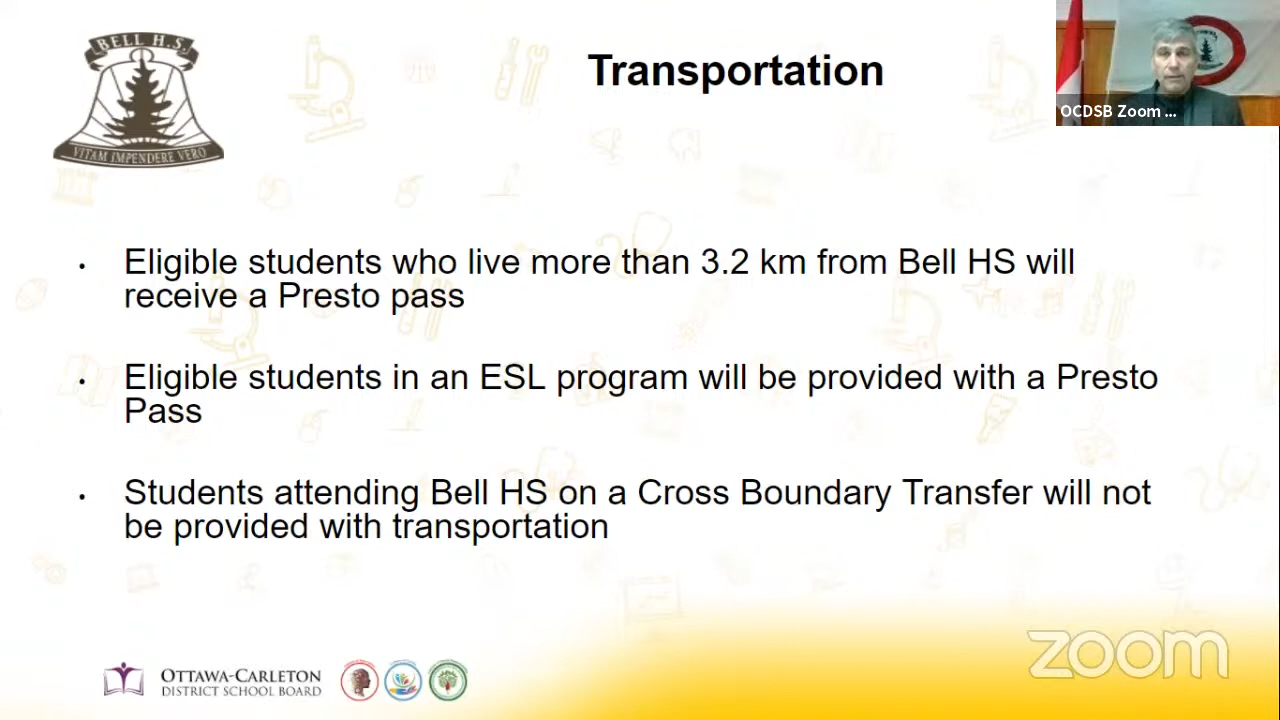 BELL H.S.
VITAM IMPENDERE VERO
Transportation
OCDSB Zoom ...
• Eligible students who live more than 3.2 km from Bell HS will
receive a Presto pass
• Eligible students in an ESL program will be provided with a Presto
Pass
• Students attending Bell HS on a Cross Boundary Transfer will not
be provided with transportation
OTTAWA-CARLETON
DISTRICT SCHOOL BOARD
zoom